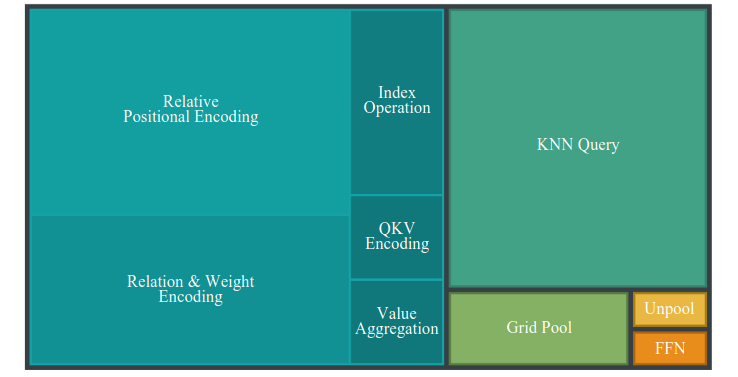 Relative
Positional Encoding
Relation & Weight
Encoding
Index
Operation
QKV
Encoding
Value
Aggregation
KNN Query
Grid Pool
Unpool
FFN